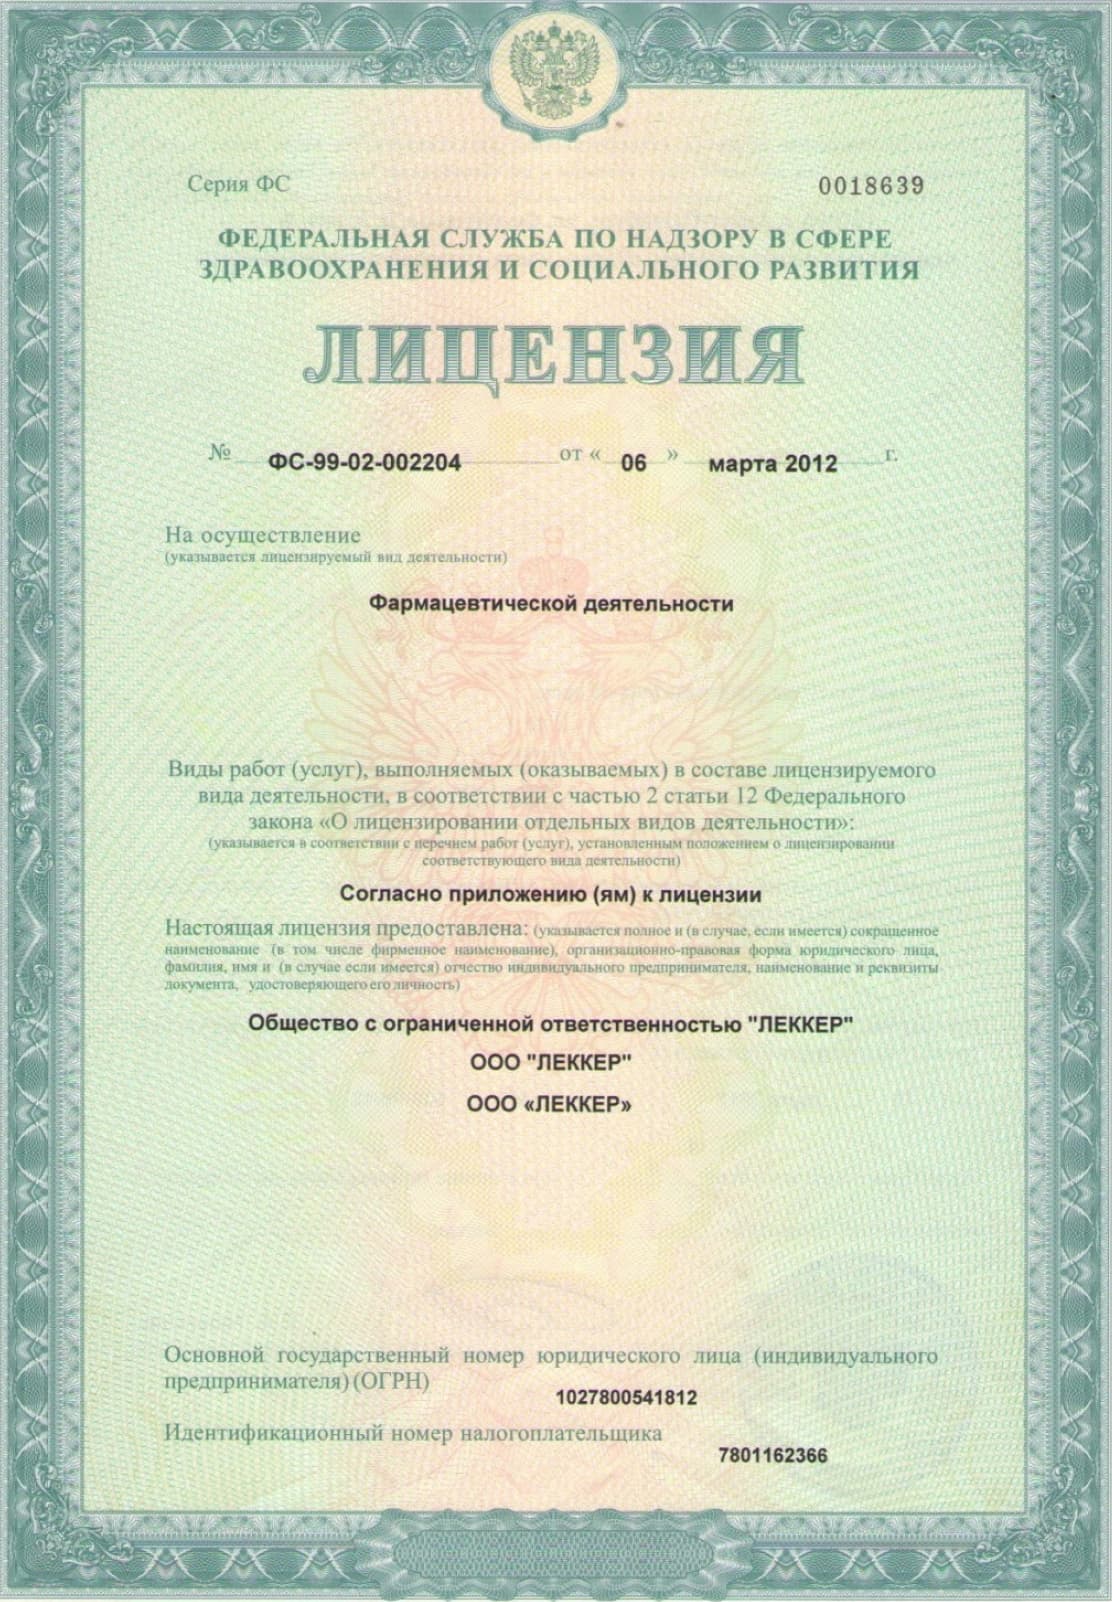 Серия ФС 0018639
ФЕДЕРАЛЬНАЯ СЛУЖБА ПО НАДЗОРУ В СФЕРЕ
ЗДРАВООХРАНЕНИЯ И СОЦИАЛЬНОГО РАЗВИТИЯ
ЛИЦЕНЗИЯ
№ ФС-99-02-002204 от « 06 » марта 2012 г.
На осуществление
(указывается лицензируемый вид деятельности)
Фармацевтической деятельности
Виды работ (услуг), выполняемых (оказываемых) в составе лицензируемого
вида деятельности, в соответствии с частью 2 статьи 12 Федерального
закона «О лицензировании отдельных видов деятельности»:
(указывается в соответствии с перечнем работ (услуг), установленным положением о лицензировании
соответствующего вида деятельности)
Согласно приложению (ям) к лицензии
Настоящая лицензия предоставлена: (указывается полное и (в случае, если имеется) сокращенное
наименование (в том числе фирменное наименование), организационно-правовая форма юридического лица,
фамилия, имя и (в случае если имеется) отчество индивидуального предпринимателя, наименование и реквизиты
документа, удостоверяющего его личность)
Общество с ограниченной ответственностью "ЛЕККЕР"
ООО "ЛЕККЕР"
ООО «ЛЕККЕР»
Основной государственный номер юридического лица (индивидуального
предпринимателя) (ОГРН)
1027800541812
Идентификационный номер налогоплательщика
7801162366